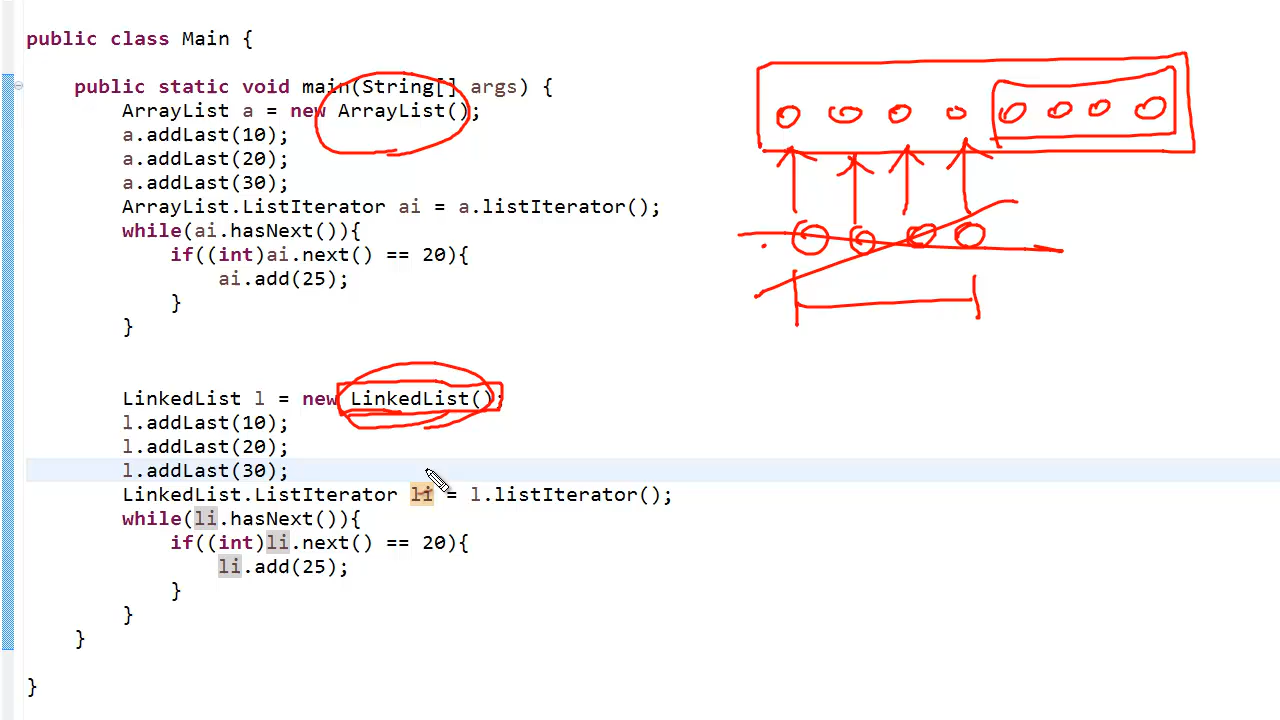 public class Main {
public static void main(String[] args) {
ArrayList a = new ArrayList();
a.addLast(10);
a.addLast(20);
a.addLast(30);
ArrayList.ListIterator ai = a.listIterator();
while(ai.hasNext()){
if((int)ai.next() == 20){
ai.add(25);
}
}
LinkedList l = new LinkedList();
l.addLast(10);
l.addLast(20);
l.addLast(30);
LinkedList.ListIterator li = l.listIterator();
while(li.hasNext()){
if((int)li.next() == 20){
li.add(25);
}
}
}
}